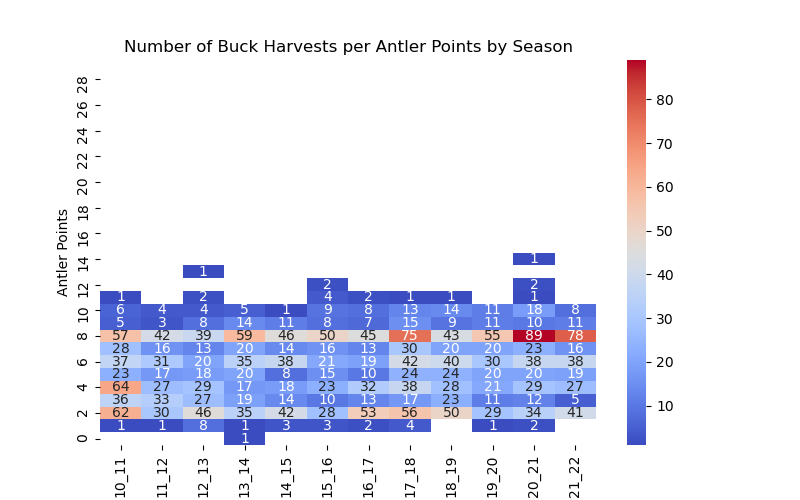 Number of Buck Harvests per Antler Points by Season
28
26
24
22
20
18
16
14 1
1
12 2 2
1 2 4 2 1 1 1
10 6 4 4 5 1 9 8 13 14 11 18 8
5 3 8 14 11 8 7 15 9 11 10 11
8 57 42 39 59 46 50 45 75 43 55 89 78
28 16 13 20 14 16 13 30 20 20 23 16
6 37 31 20 35 38 21 19 42 40 30 38 38
23 17 18 20 8 15 10 24 24 20 20 19
4 64 27 29 17 18 23 32 38 28 21 29 27
36 33 27 19 14 10 13 17 23 11 12 5
2 62 30 46 35 42 28 53 56 50 29 34 41
1 1 8 1 3 3 2 4 1 2
0 1
10_11 11_12 12_13 13_14 14_15 15_16 16_17 17_18 18_19 19_20 20_21 21_22
Antler Points
80
70
60
50
40
30
20
10